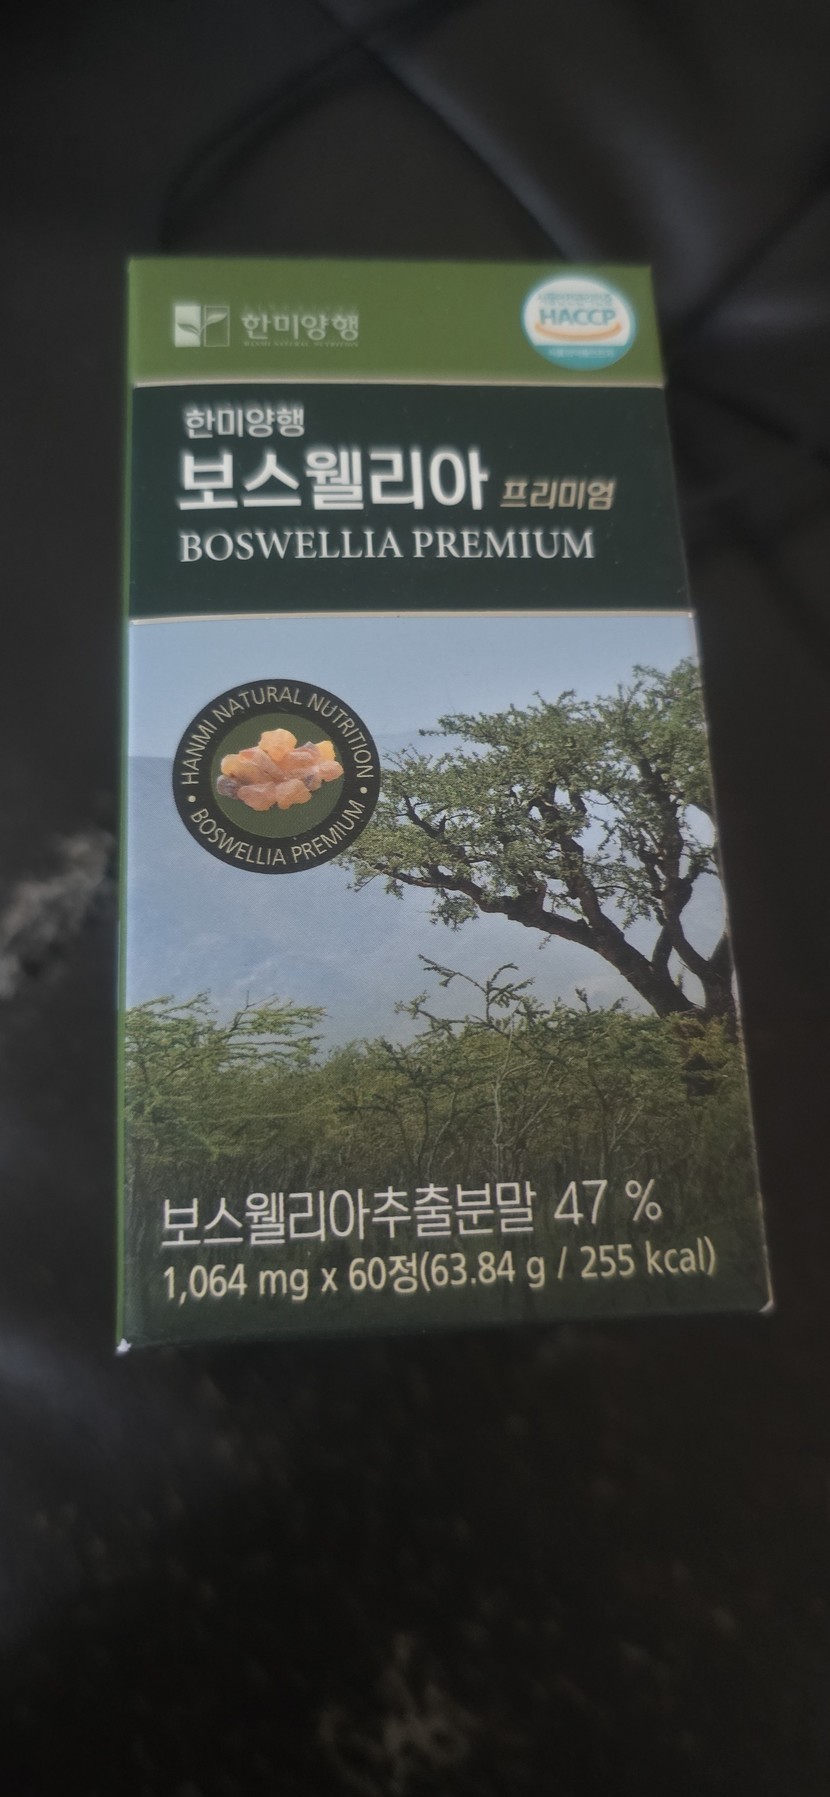 한미양행
HACCP
한미양행
보스웰리아 프리미엄
BOSWELLIA PREMIUM
HANMI NATURAL NUTRITION
BOSWELLIA PREMIUM
보스웰리아추출분말 47 %
1,064 mg x 60정(63.84 g / 255 kcal)